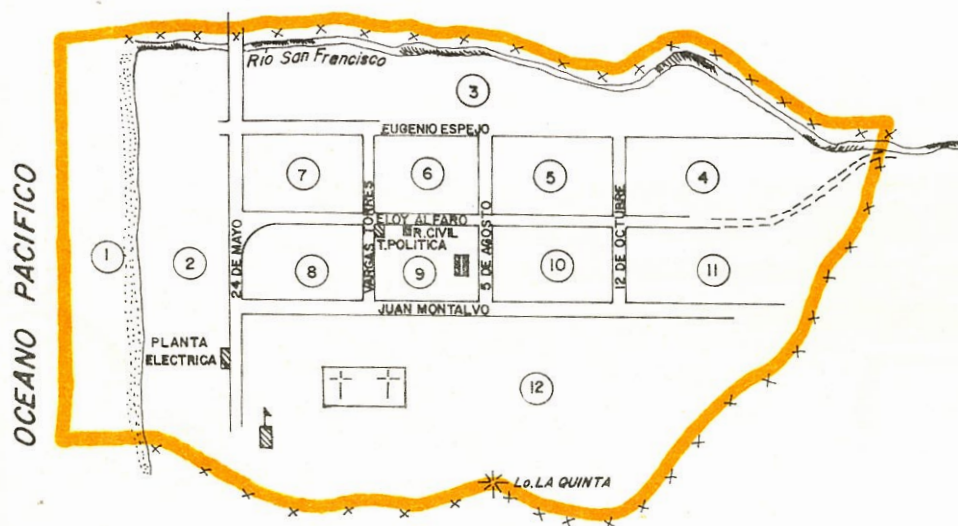 Río San Francisco
3
EUGENIO ESPEJO
7
6
5
4
OCEANO PACIFICO
24 DE MAYO
VARGAS TORRES
5 DE AGOSTO
12 DE OCTUBRE
ELOY ALFARO
R.CIVIL
T.POLITICA
1
2
8
9
10
11
JUAN MONTALVO
PLANTA
ELECTRICA
12
Lo. LA QUINTA